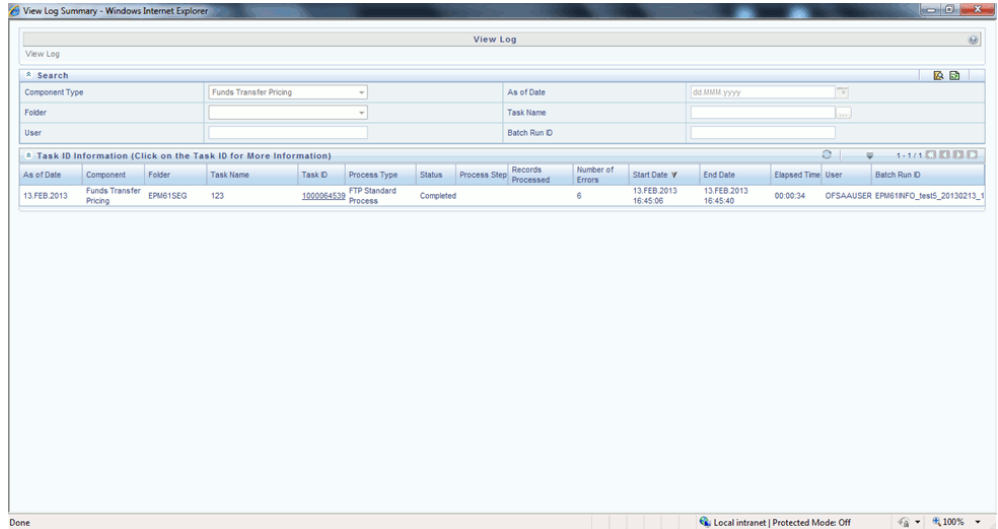 View Log Summary - Windows Internet Explorer
View Log
View Log
Search
Component Type Funds Transfer Pricing As of Date dd.MMM.yyyy
Folder Task Name ...
User Batch Run ID
Task ID Information (Click on the Task ID for More Information) 1-1/1
As of Date Component Folder Task Name Task ID Process Type Status Process Step Records Processed Number of Errors Start Date End Date Elapsed Time User Batch Run ID
13.FEB.2013 Funds Transfer Pricing EPM61SEG 123 1000064539 FTP Standard Process Completed 6 13.FEB.2013 16:45:06 13.FEB.2013 16:45:40 00:00:34 OFSAAUSER EPM61INFO_test5_20130213_1
Done Local intranet | Protected Mode: Off 100%